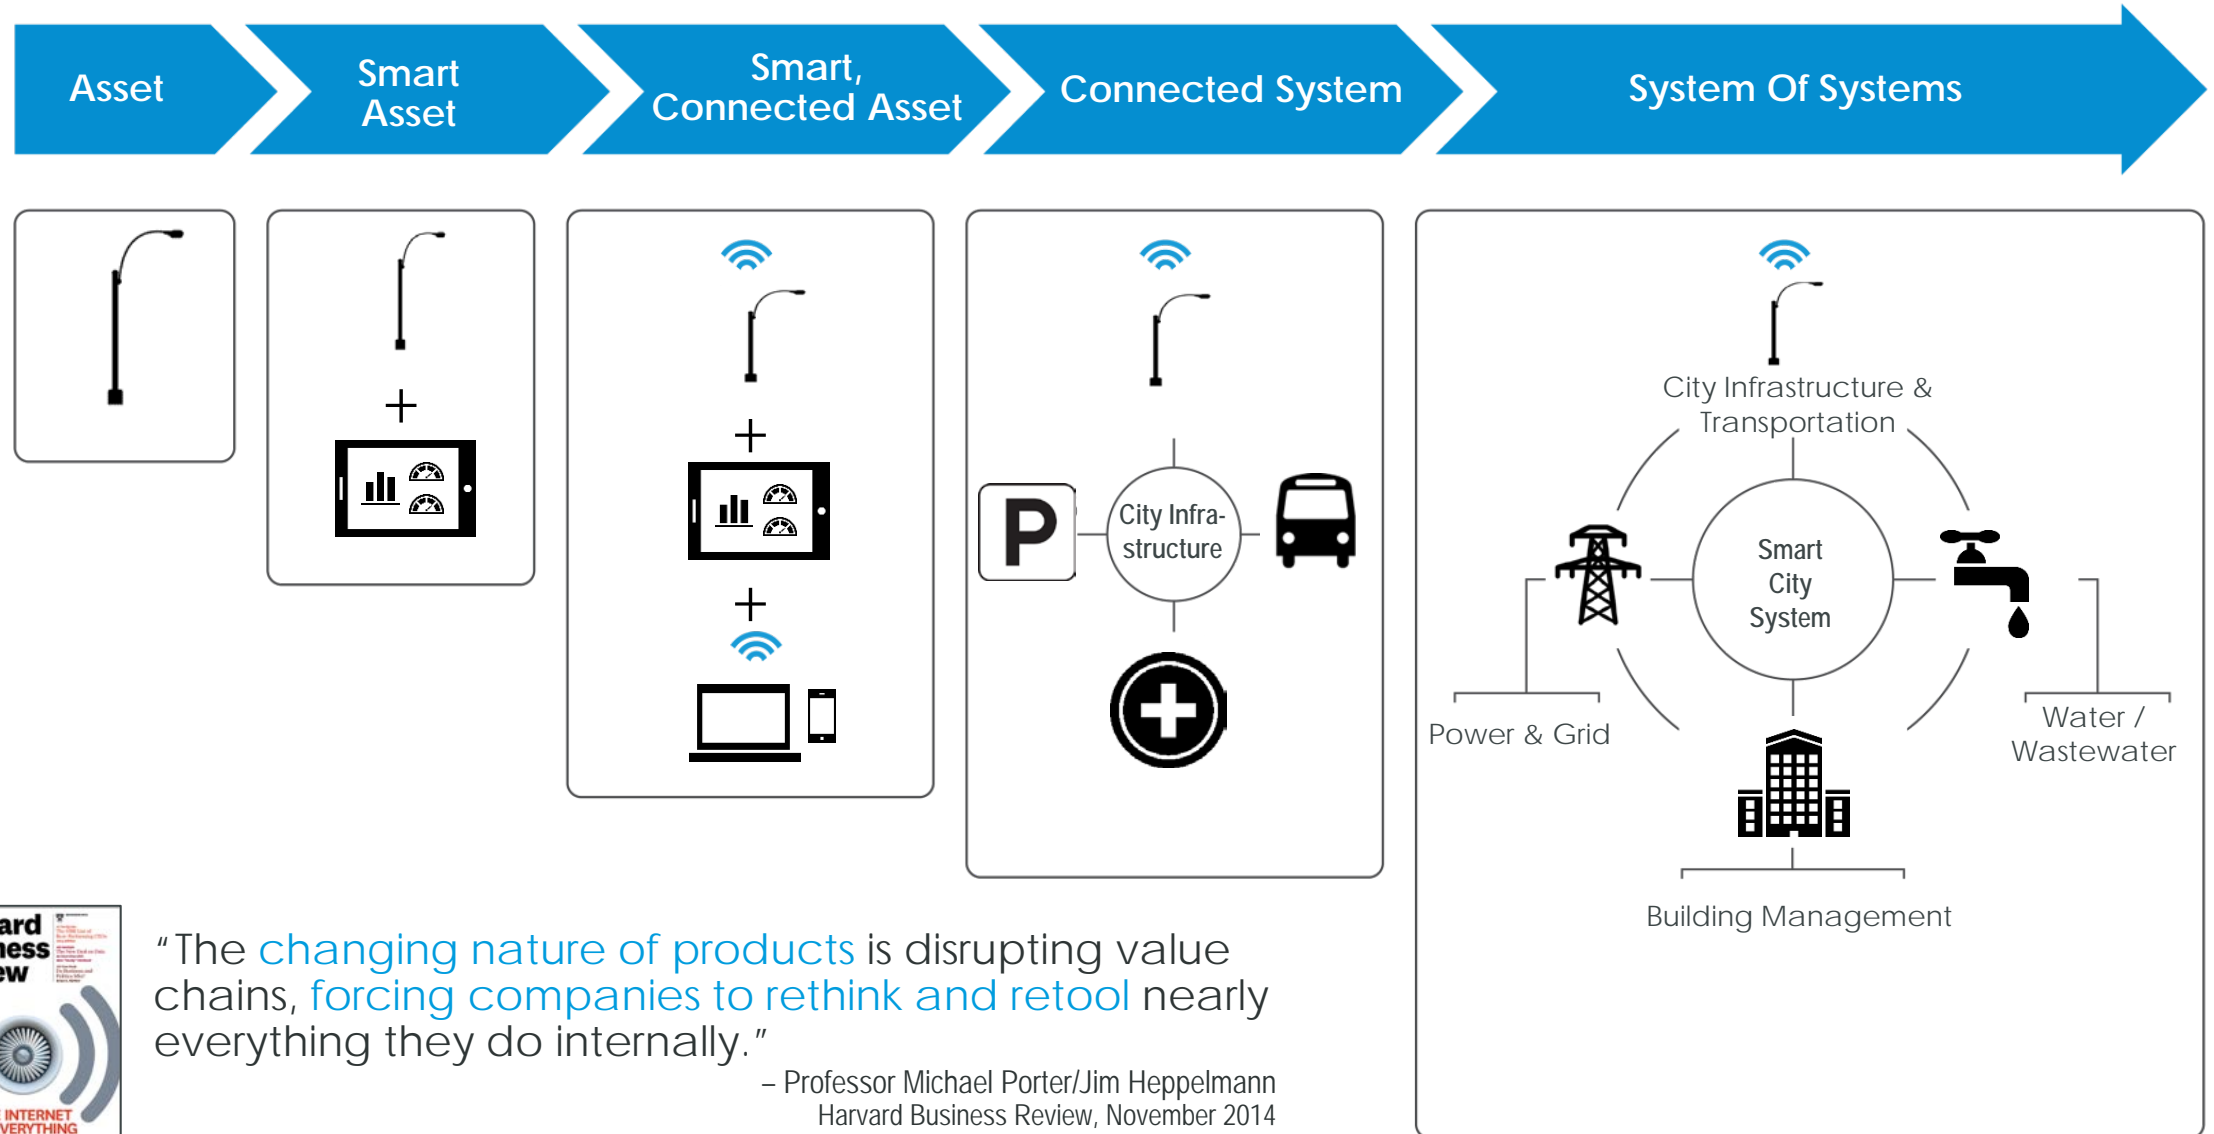 Asset
Smart
Asset
Smart,
Connected Asset
Connected System
System Of Systems
City Infrastructure &
Transportation
P
City Infra-
structure
Smart
City
System
Power & Grid
Water /
Wastewater
Building Management
ard
ness
ew
INTERNET
VERYTHING
“The changing nature of products is disrupting value
chains, forcing companies to rethink and retool nearly
everything they do internally.”
– Professor Michael Porter/Jim Heppelmann
Harvard Business Review, November 2014